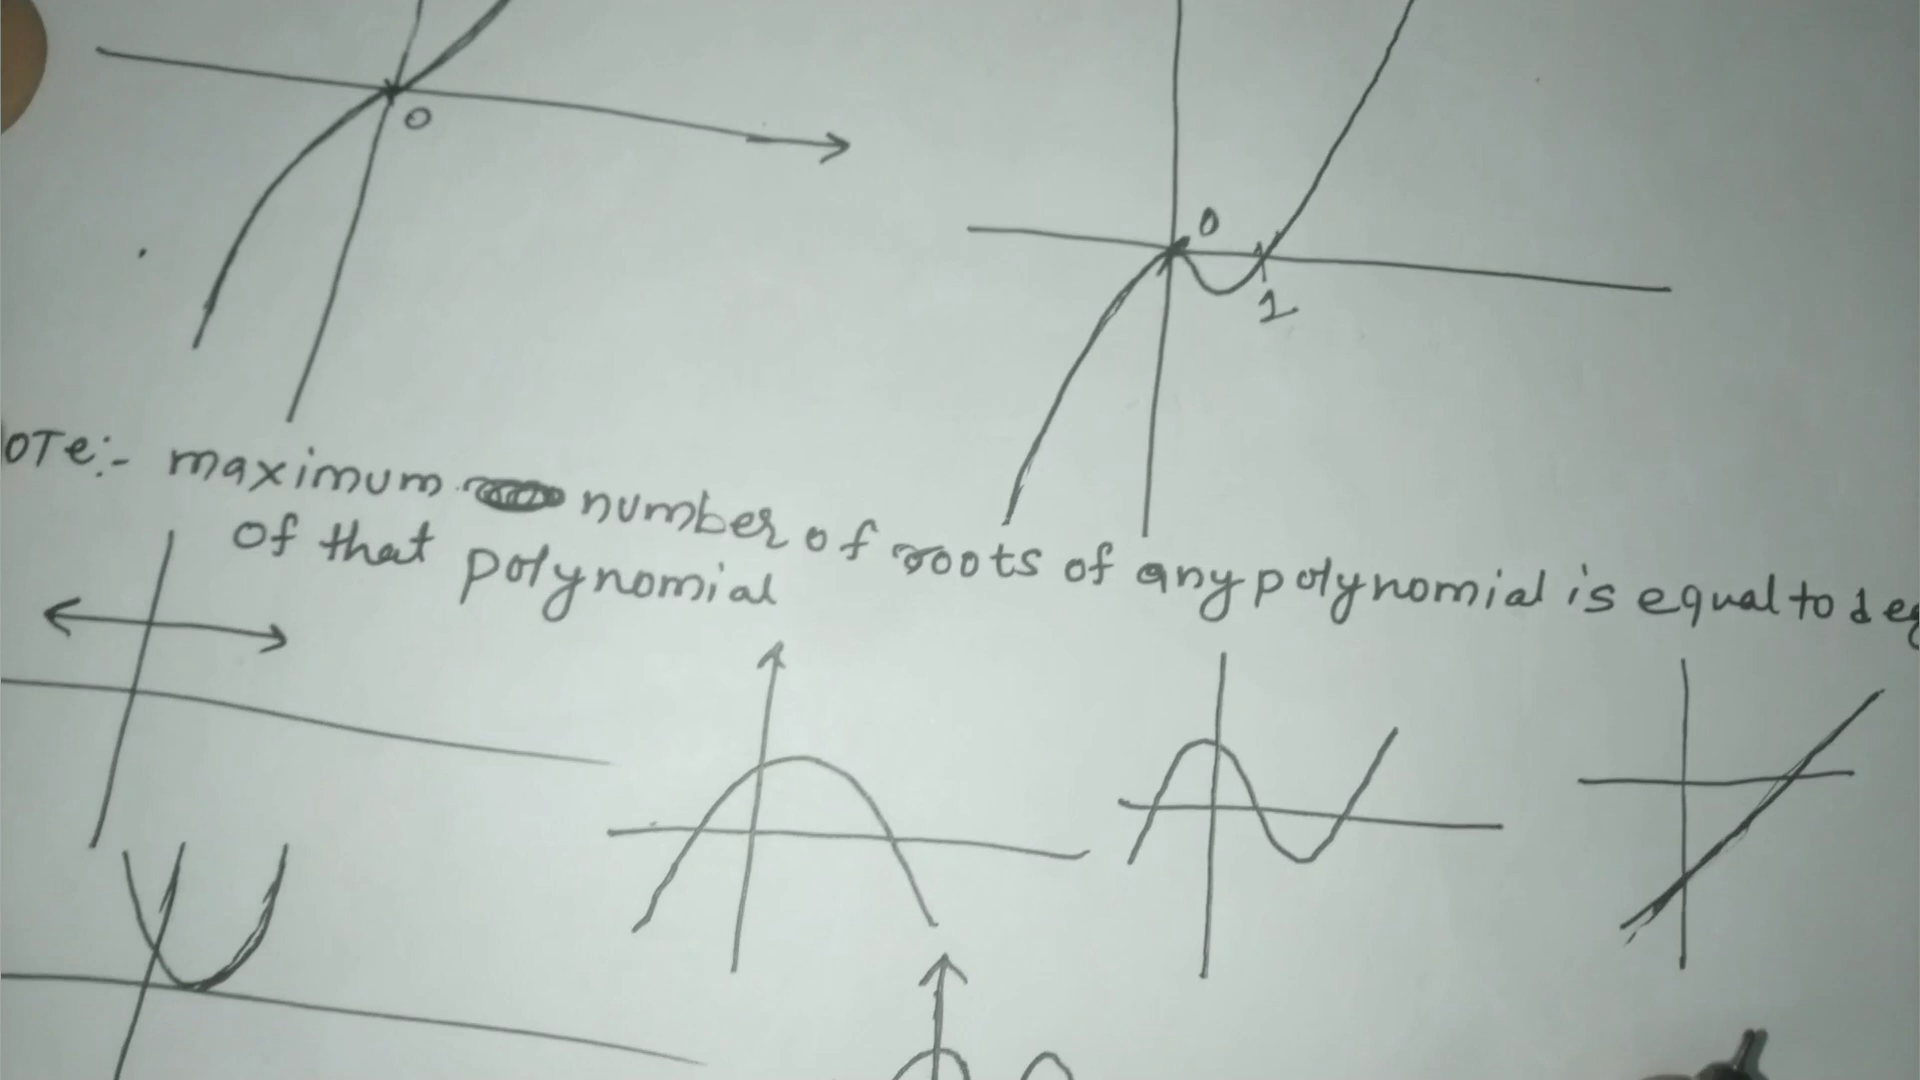 0
0
1
OTe:- maximum number of roots of any polynomial is equal to deg
of that polynomial